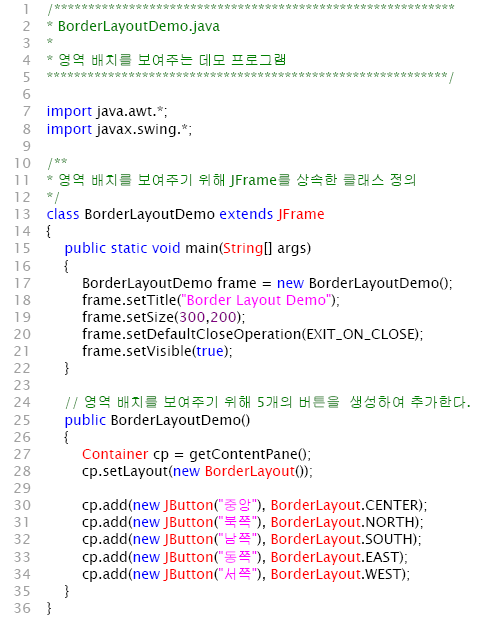 1 /***********************************************************
2 * BorderLayoutDemo.java
3 *
4 * 영역 배치를 보여주는 데모 프로그램
5 ***********************************************************/
6
7 import java.awt.*;
8 import javax.swing.*;
9
10 /**
11 * 영역 배치를 보여주기 위해 JFrame를 상속한 클래스 정의
12 */
13 class BorderLayoutDemo extends JFrame
14 {
15     public static void main(String[] args)
16     {
17         BorderLayoutDemo frame = new BorderLayoutDemo();
18         frame.setTitle("Border Layout Demo");
19         frame.setSize(300,200);
20         frame.setDefaultCloseOperation(EXIT_ON_CLOSE);
21         frame.setVisible(true);
22     }
23
24     // 영역 배치를 보여주기 위해 5개의 버튼을  생성하여 추가한다.
25     public BorderLayoutDemo()
26     {
27         Container cp = getContentPane();
28         cp.setLayout(new BorderLayout());
29
30         cp.add(new JButton("중앙"), BorderLayout.CENTER);
31         cp.add(new JButton("북쪽"), BorderLayout.NORTH);
32         cp.add(new JButton("남쪽"), BorderLayout.SOUTH);
33         cp.add(new JButton("동쪽"), BorderLayout.EAST);
34         cp.add(new JButton("서쪽"), BorderLayout.WEST);
35     }
36 }